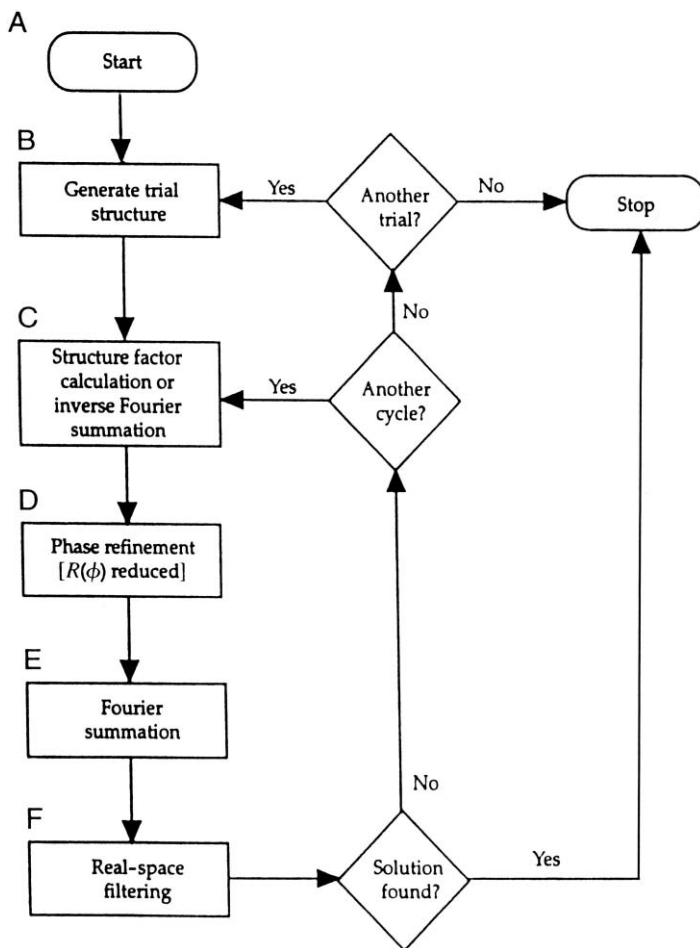 A
Start
B
Generate trial
structure
Yes
Another
trial?
No
Stop
No
C
Structure factor
calculation or
inverse Fourier
summation
Yes
Another
cycle?
D
Phase refinement
[R(ϕ) reduced]
E
Fourier
summation
No
F
Real-space
filtering
Solution
found?
Yes